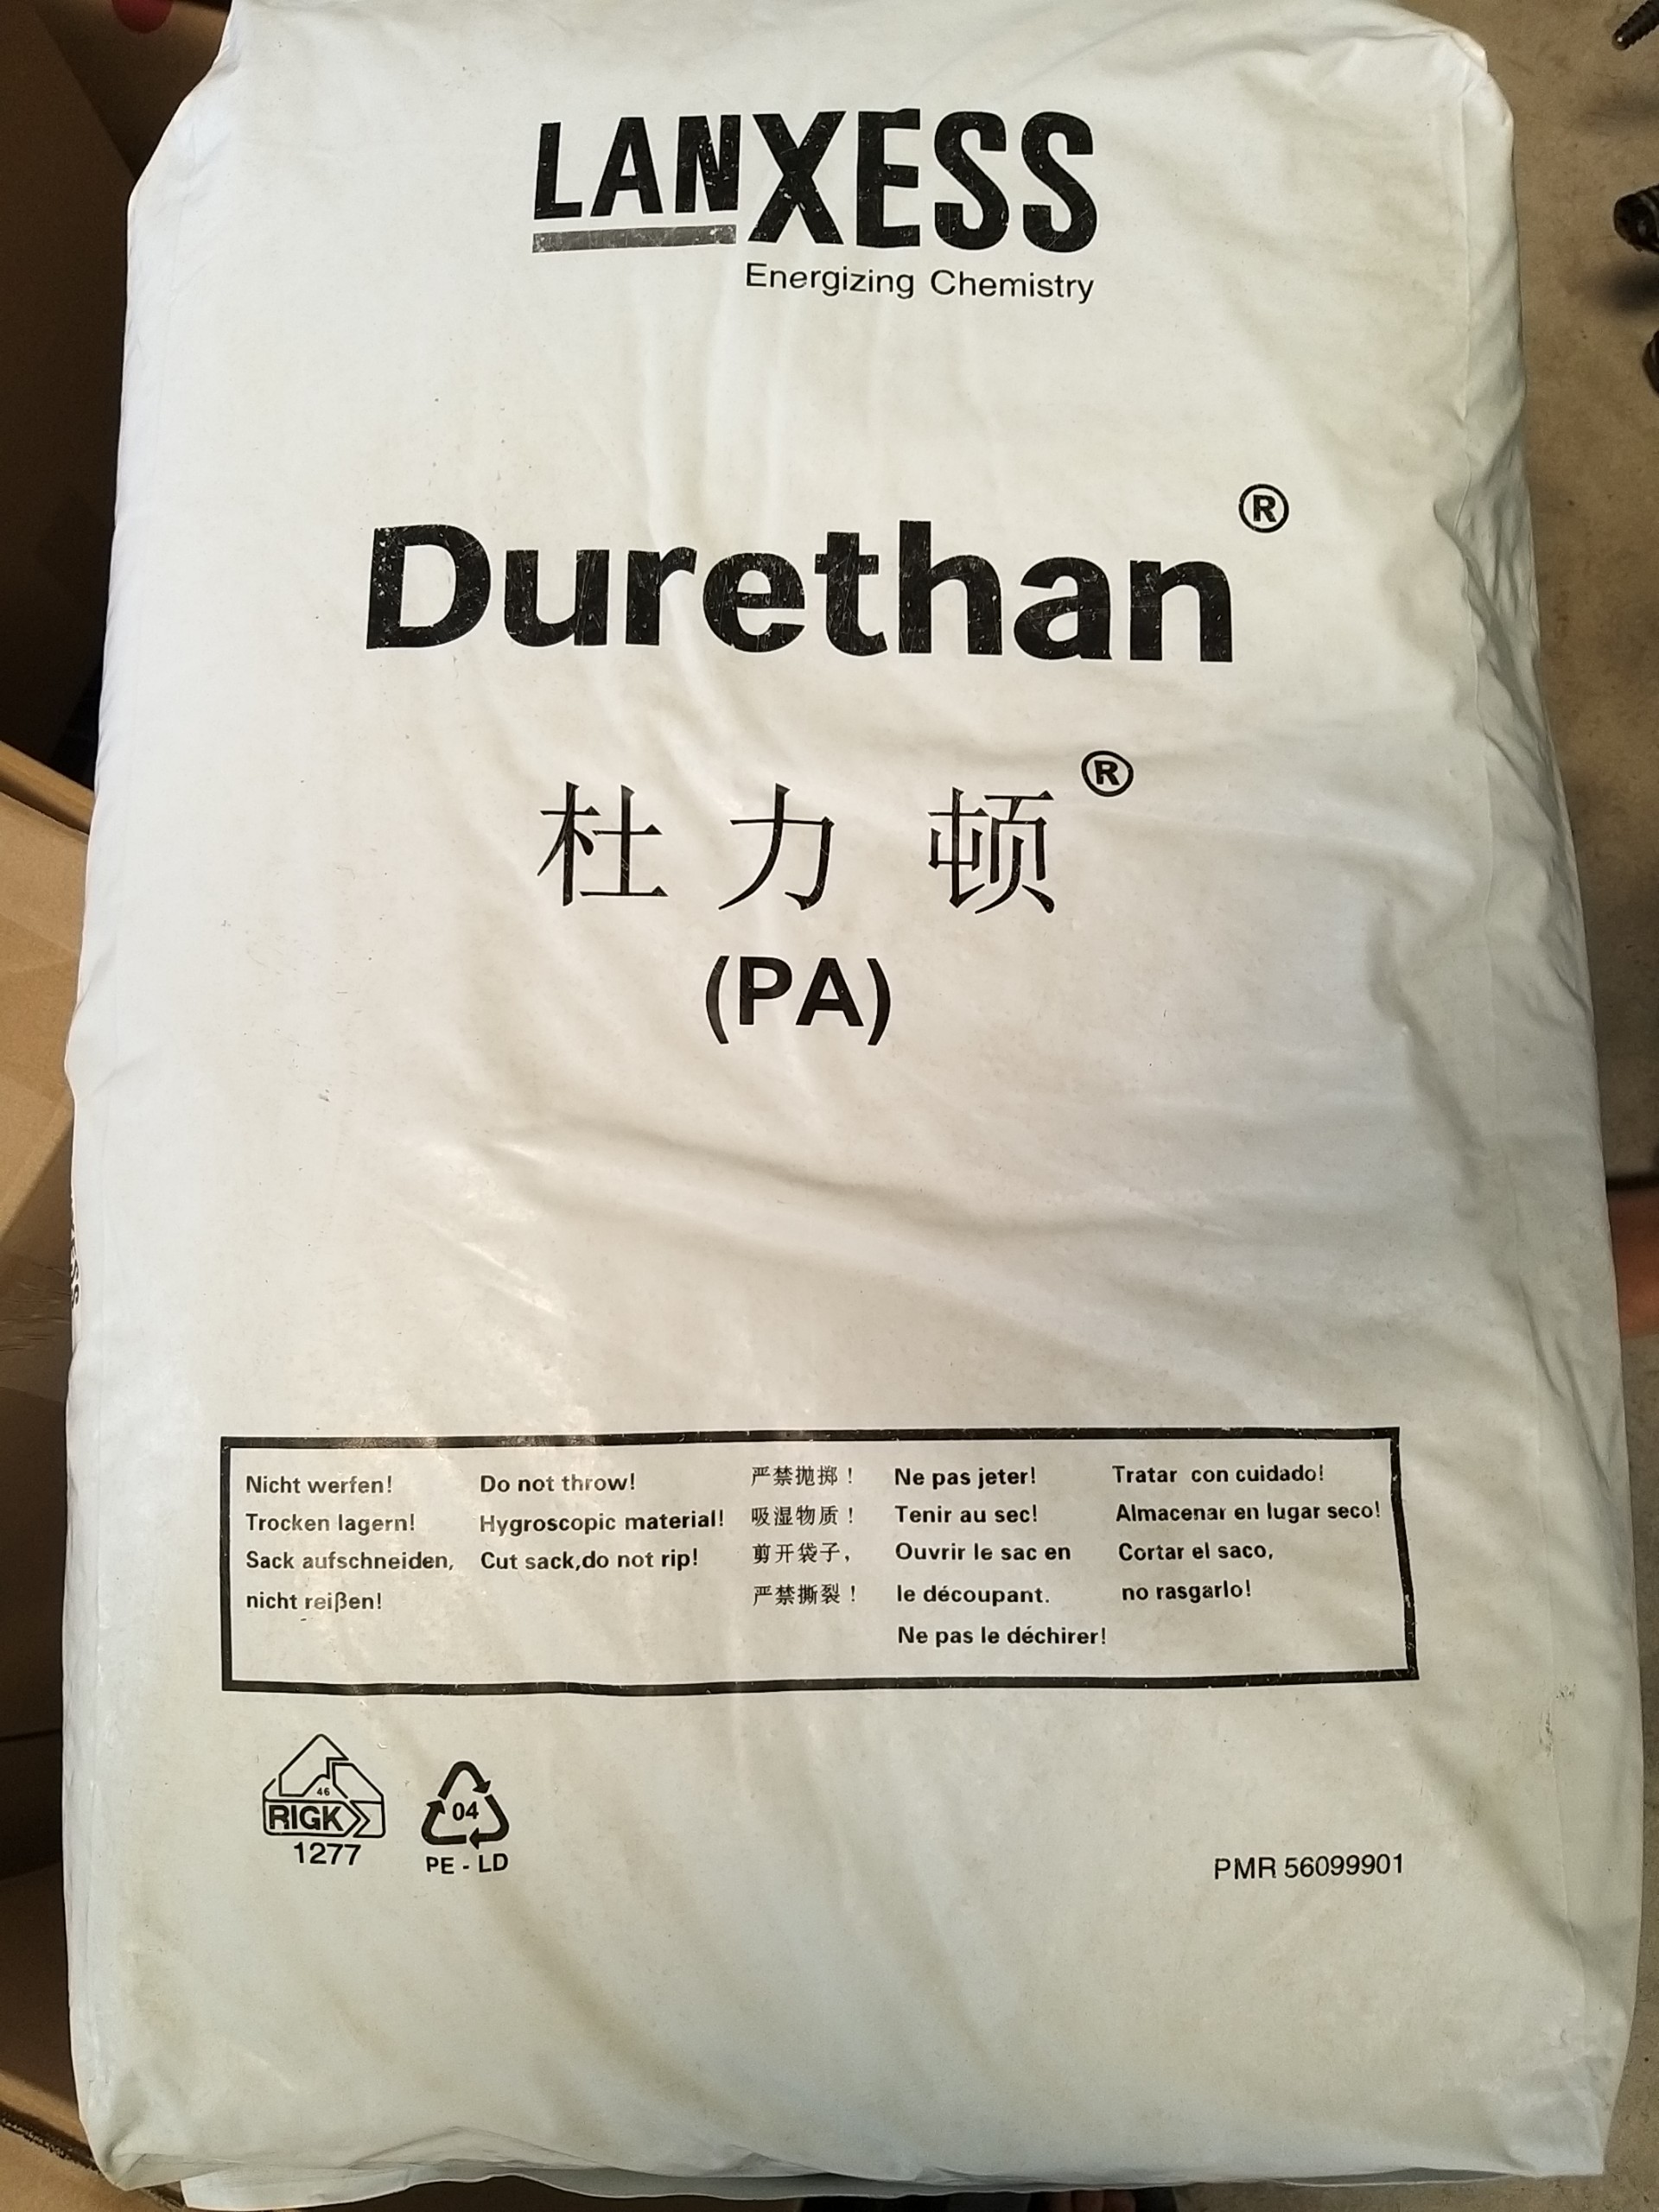 LANXESS
Energizing Chemistry
Durethan®
杜力顿®
(PA)
Nicht werfen!
Trocken lagern!
Sack aufschneiden,
nicht reißen!
Do not throw!
Hygroscopic material!
Cut sack,do not rip!
严禁抛掷！
吸湿物质！
剪开袋子，
严禁撕裂！
Ne pas jeter!
Tenir au sec!
Ouvrir le sac en
le découpant.
Ne pas le déchirer!
Tratar con cuidado!
Almacenar en lugar seco!
Cortar el saco,
no rasgarlo!
46
RIGK
1277
04
PE - LD
PMR 56099901